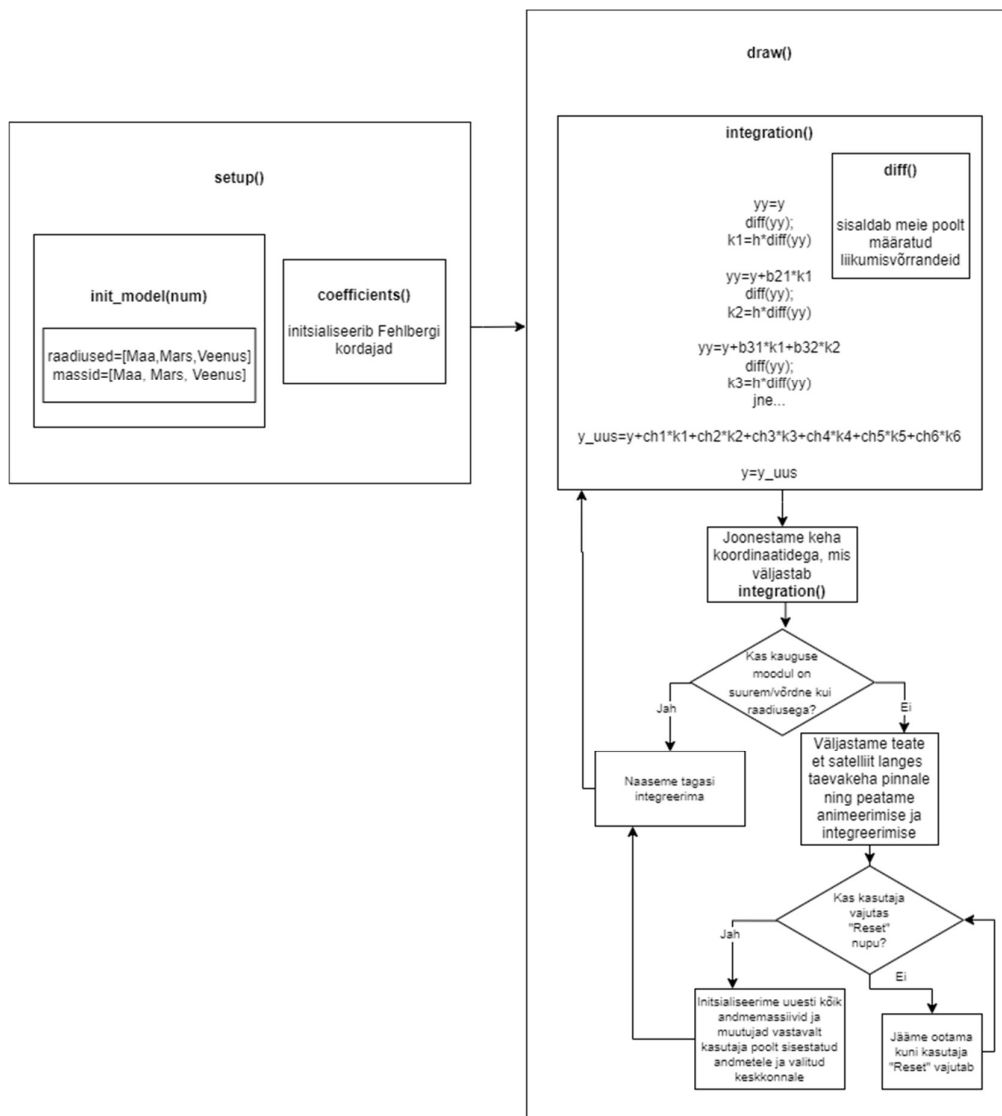 setup()
init_model(num)
raadiused=[Maa,Mars,Veenus]
massid=[Maa, Mars, Veenus]
coefficients()
initsialiseerib Fehlbergi
kordajad
draw()
integration()
diff()
sisaldab meie poolt
määratud
liikumisvõrrandeid
yy=y
diff(yy);
k1=h*diff(yy)
yy=y+b21*k1
diff(yy);
k2=h*diff(yy)
yy=y+b31*k1+b32*k2
diff(yy);
k3=h*diff(yy)
jne...
y_uus=y+ch1*k1+ch2*k2+ch3*k3+ch4*k4+ch5*k5+ch6*k6
y=y_uus
Joonestame keha
koordinaatidega, mis
väljastab
integration()
Kas kauguse
moodul on
suurem/võrdne kui
raadiusega?
Jah
Ei
Naaseme tagasi
integreerima
Väljastame teate
et satelliit langes
taevakeha pinnale
ning peatame
animeerimise ja
integreerimise
Kas kasutaja
vajutas
"Reset"
nupu?
Jah
Ei
Initsialiseerime uuesti kõik
andmemassiivid ja
muutujad vastavalt
kasutaja poolt sisestatud
andmetele ja valitud
keskkonnale
Jääme ootama
kuni kasutaja
"Reset" vajutab